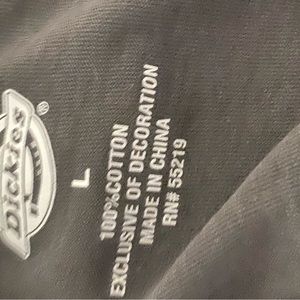 Dickies
®
L
100%COTTON
EXCLUSIVE OF DECORATION
MADE IN CHINA
RN# 55219